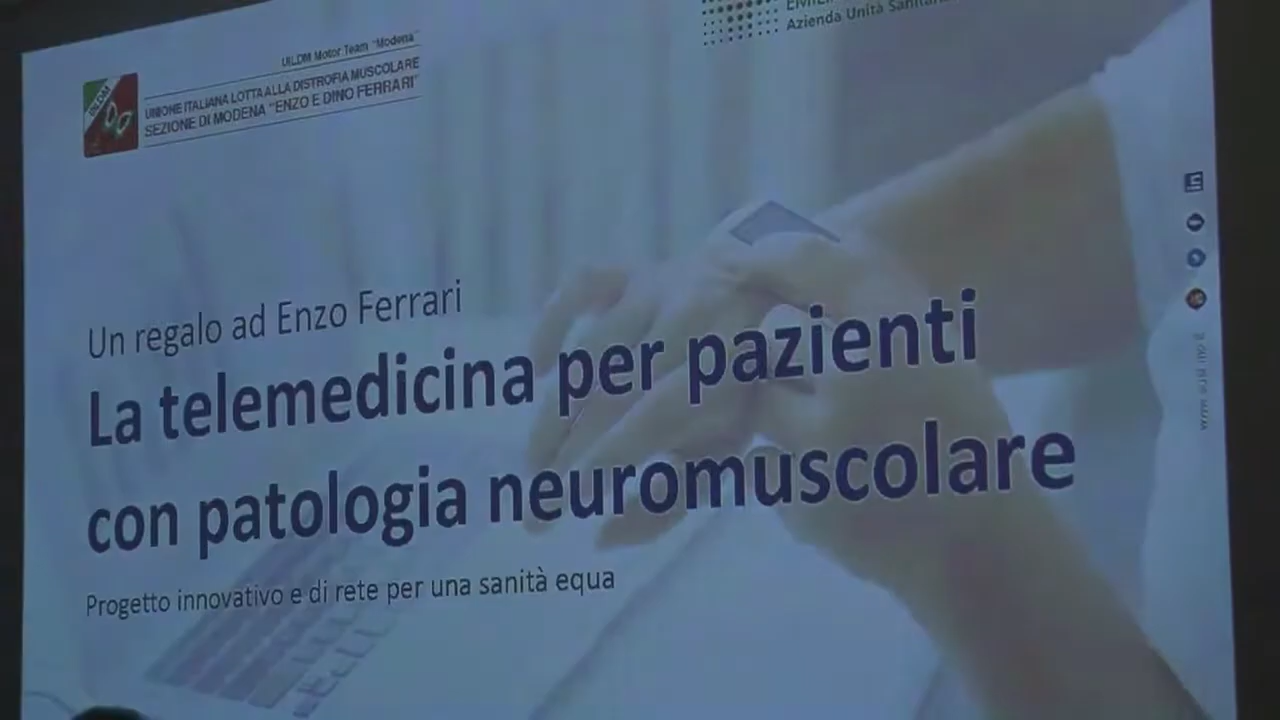 UILDM Motor Team "Modena"
UNIONE ITALIANA LOTTA ALLA DISTROFIA MUSCOLARE
SEZIONE DI MODENA "ENZO E DINO FERRARI"
UILDM
Azienda Unità
Un regalo ad Enzo Ferrari
La telemedicina per pazienti
con patologia neuromuscolare
Progetto innovativo e di rete per una sanità equa